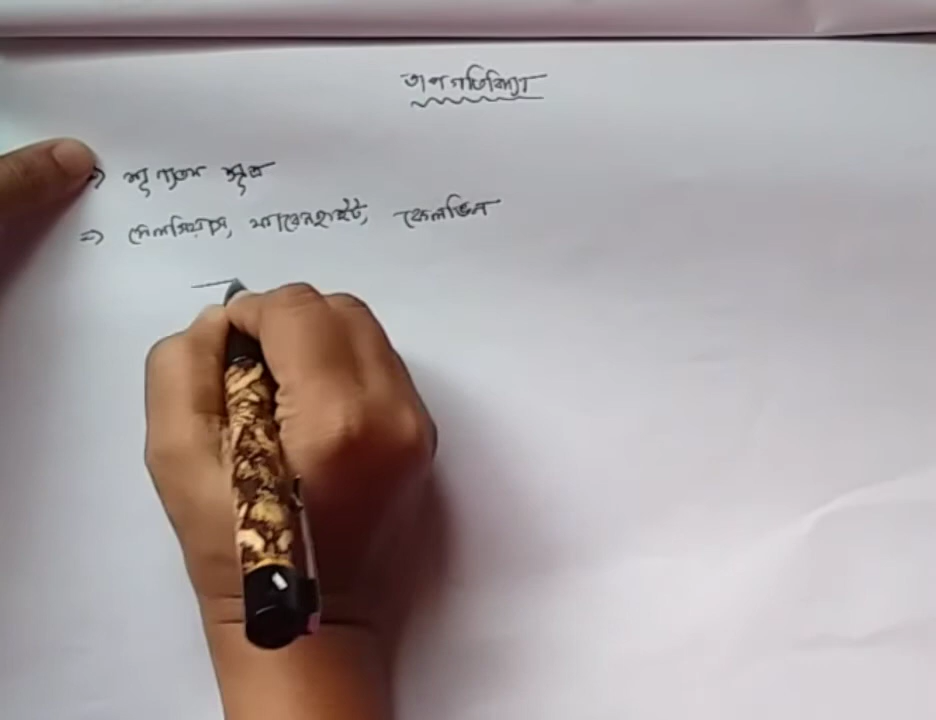 তাপগতিবিদ্যা
⇒ শূন্যতম সূত্র
⇒ সেলসিয়াস, ফারেনহাইট, কেলভিন